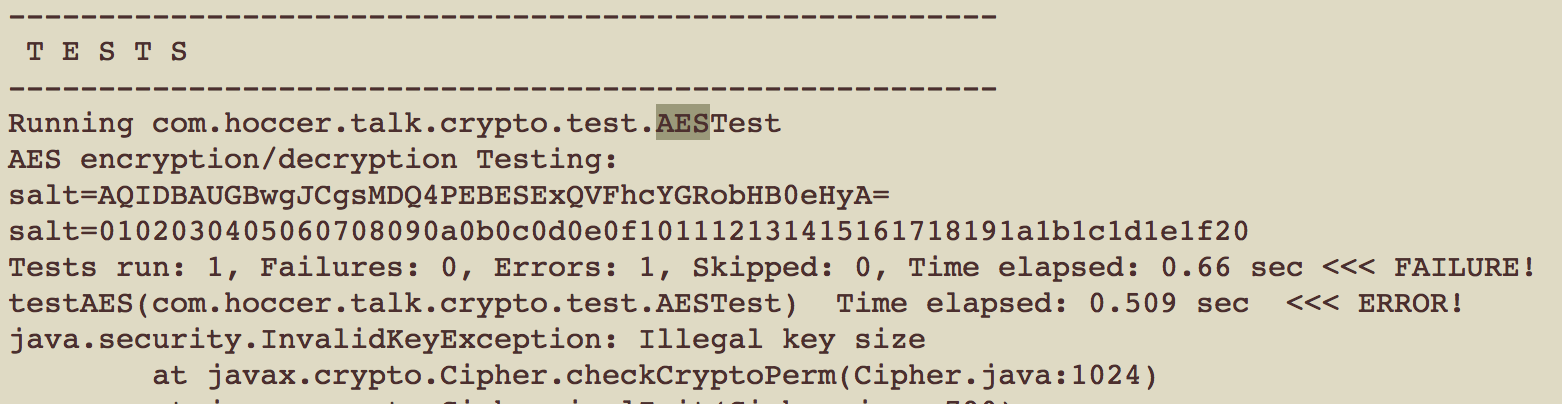 -------------------------------------------------------
 T E S T S
-------------------------------------------------------
Running com.hoccer.talk.crypto.test.AESTest
AES encryption/decryption Testing:
salt=AQIDBAUGBwgJCgsMDQ4PEBESExQVFhcYGRobHB0eHyA=
salt=0102030405060708090a0b0c0d0e0f101112131415161718191a1b1c1d1e1f20
Tests run: 1, Failures: 0, Errors: 1, Skipped: 0, Time elapsed: 0.66 sec <<< FAILURE!
testAES(com.hoccer.talk.crypto.test.AESTest)  Time elapsed: 0.509 sec  <<< ERROR!
java.security.InvalidKeyException: Illegal key size
        at javax.crypto.Cipher.checkCryptoPerm(Cipher.java:1024)